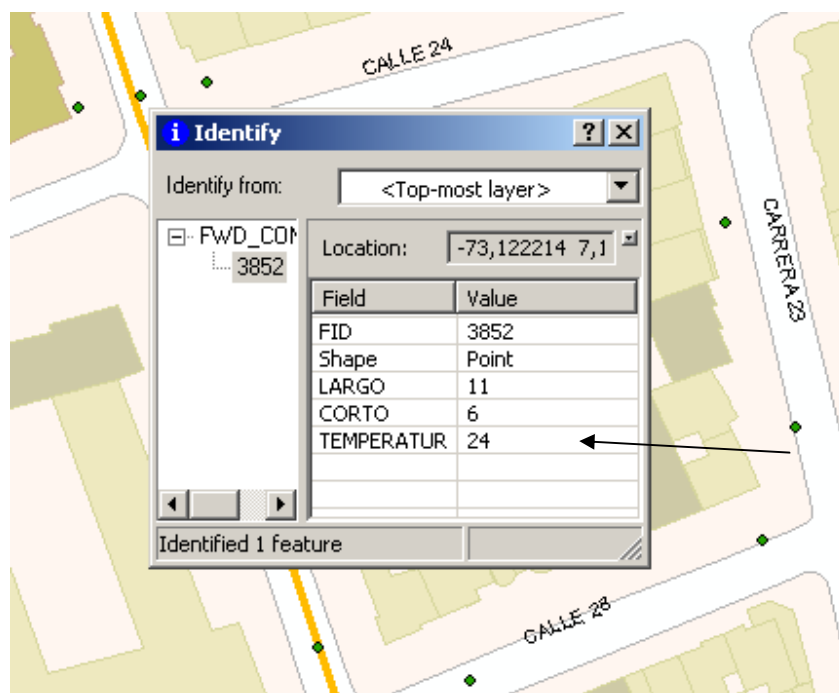 CALLE 24
Identify
Identify from: <Top-most layer>
FWD_CON
3852
Location: -73,122214 7,1
Field Value
FID 3852
Shape Point
LARGO 11
CORTO 6
TEMPERATUR 24
Identified 1 feature
CARRERA 23
CALLE 28